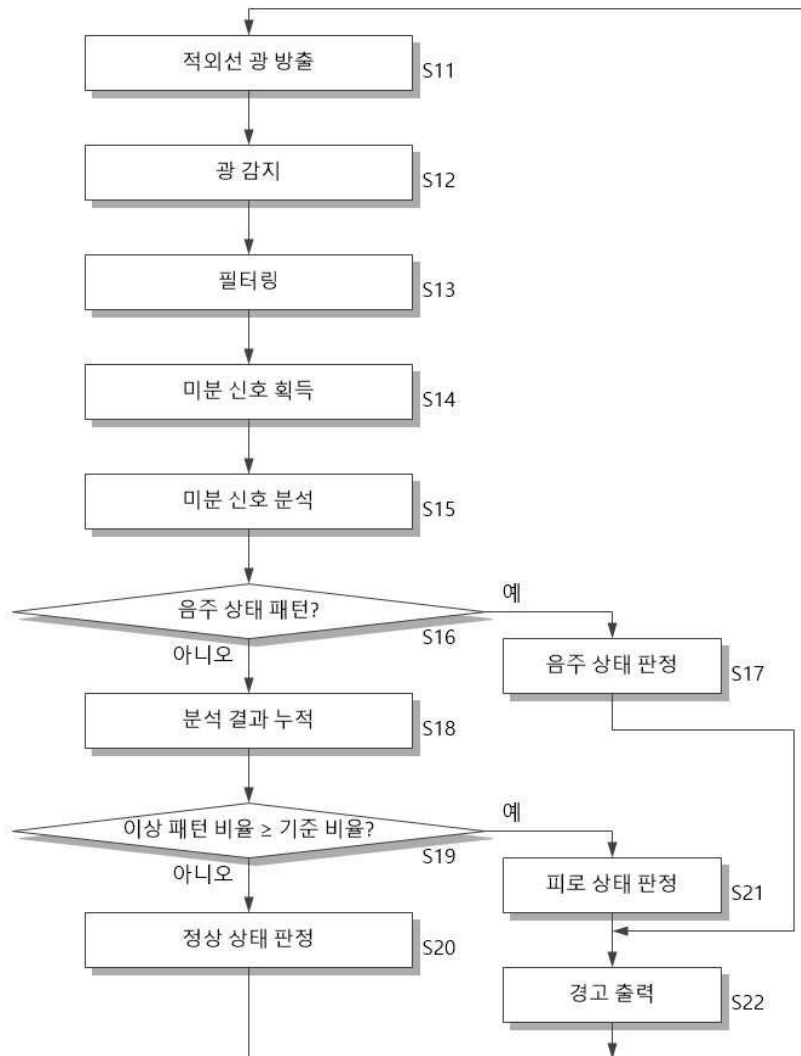 적외선 광 방출
S11
광 감지
S12
필터링
S13
미분 신호 획득
S14
미분 신호 분석
S15
음주 상태 패턴?
S16
예
아니오
음주 상태 판정
S17
분석 결과 누적
S18
이상 패턴 비율 ≥ 기준 비율?
S19
예
아니오
피로 상태 판정
S21
정상 상태 판정
S20
경고 출력
S22